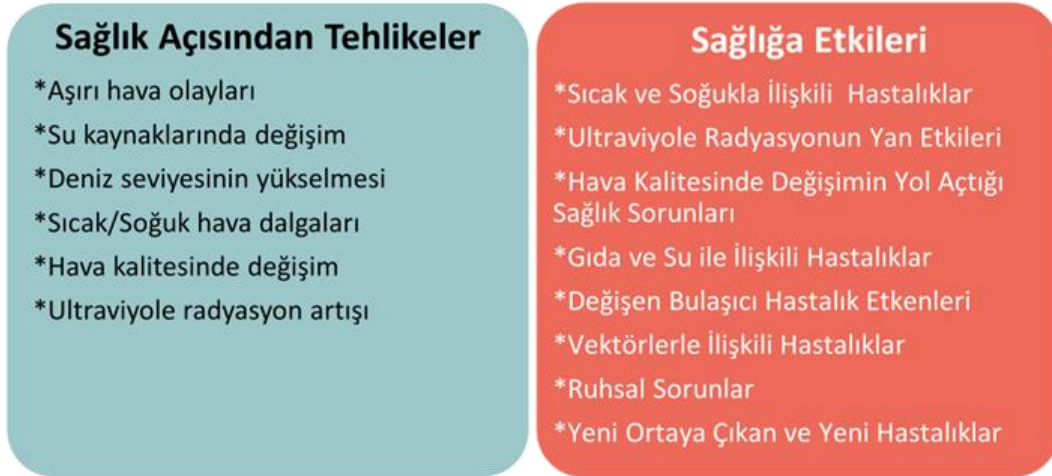 Sağlık Açısından Tehlikeler
*Aşırı hava olayları
*Su kaynaklarında değişim
*Deniz seviyesinin yükselmesi
*Sıcak/Soğuk hava dalgaları
*Hava kalitesinde değişim
*Ultraviyole radyasyon artışı
Sağlığa Etkileri
*Sıcak ve Soğukla İlişkili Hastalıklar
*Ultraviyole Radyasyonun Yan Etkileri
*Hava Kalitesinde Değişimin Yol Açtığı
Sağlık Sorunları
*Gıda ve Su ile İlişkili Hastalıklar
*Değişen Bulaşıcı Hastalık Etkenleri
*Vektörlerle İlişkili Hastalıklar
*Ruhsal Sorunlar
*Yeni Ortaya Çıkan ve Yeni Hastalıklar